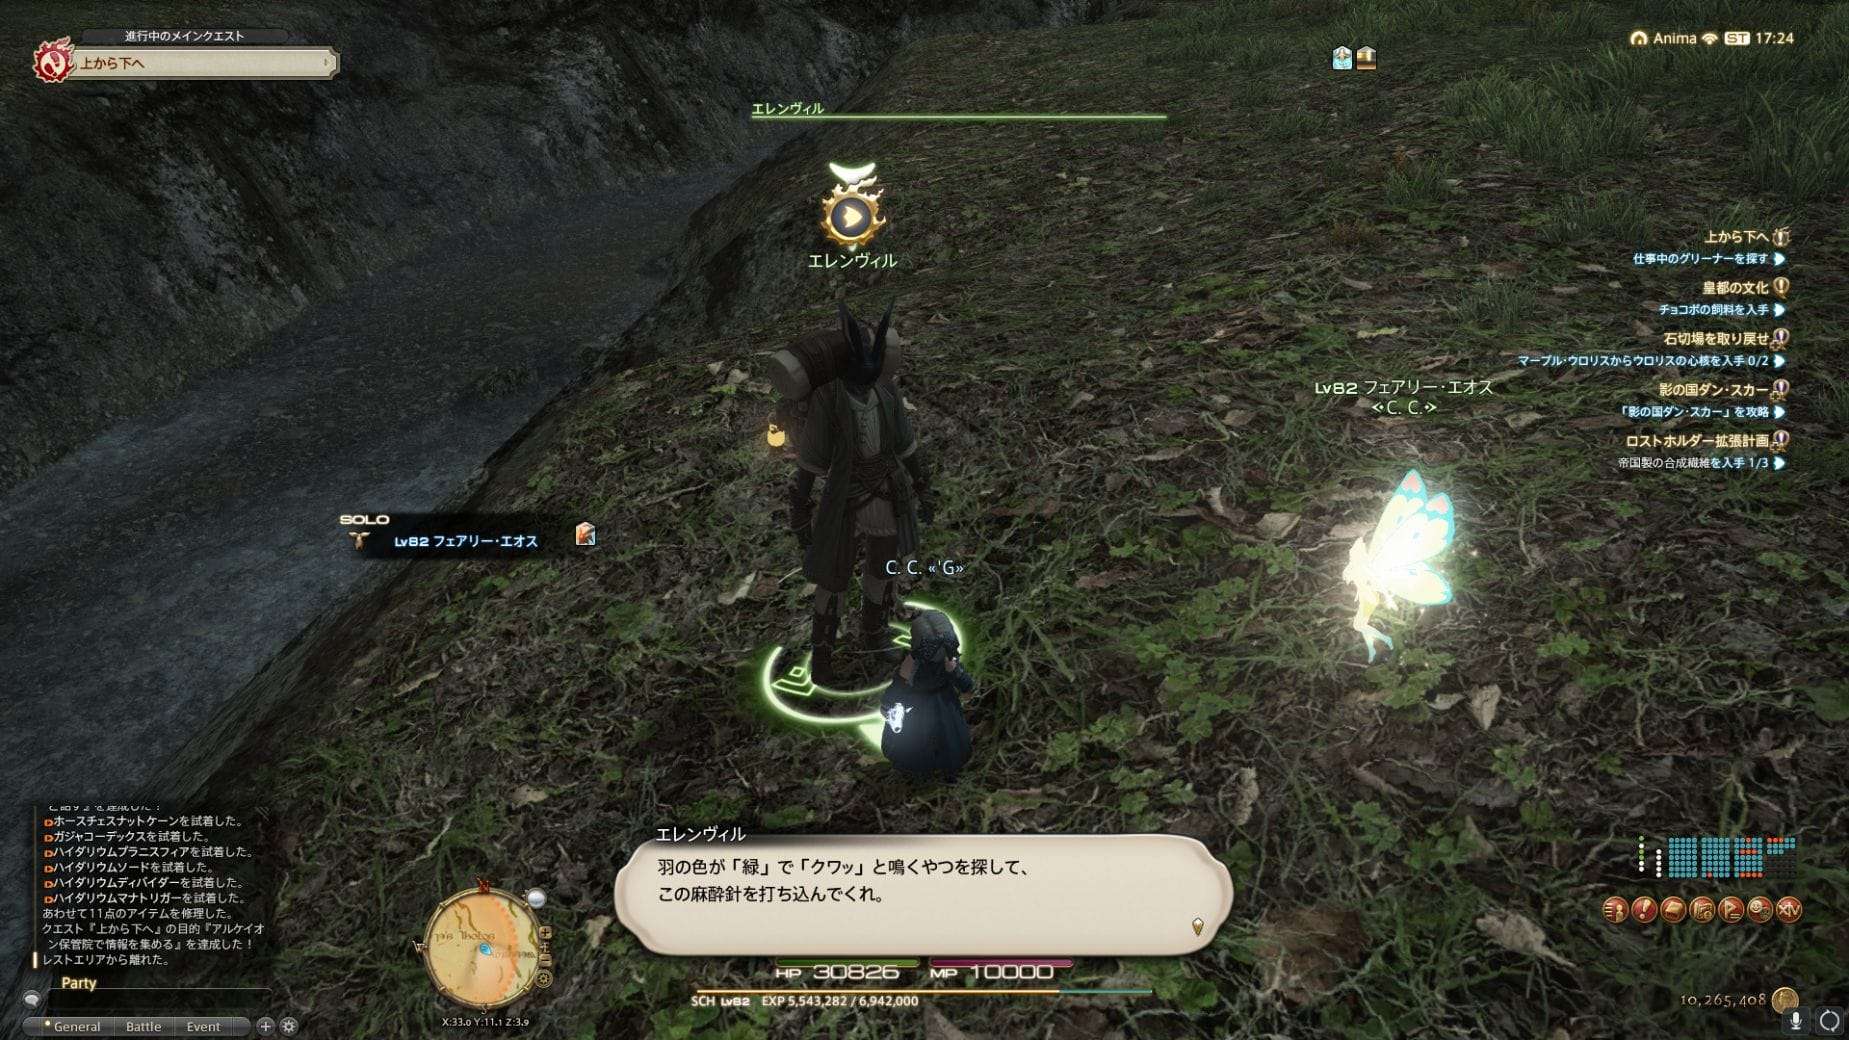 進行中のメインクエスト
上から下へ
Anima ST 17:24
エレンヴィル
エレンヴィル
上から下へ
仕事中のグリーナーを探す
皇都の文化
チョコボの飼料を入手
石切場を取り戻せ
マーブル・ウロリスからウロリスの心核を入手 0/2
影の国ダン・スカー
「影の国ダン・スカー」を攻略
ロストホルダー拡張計画
帝国製の合成繊維を入手 1/3
Lv82 フェアリー・エオス
«C. C.»
SOLO
Lv82 フェアリー・エオス
C. C. «'G»
エレンヴィル
羽の色が「緑」で「クワッ」と鳴くやつを探して、
この麻酔針を打ち込んでくれ。
と話す』を達成した！
ホースチェスナットケーンを試着した。
ガジャコーデックスを試着した。
ハイダリウムプラニスフィアを試着した。
ハイダリウムソードを試着した。
ハイダリウムディバイダーを試着した。
ハイダリウムマナトリガーを試着した。
あわせて11点のアイテムを修理した。
クエスト『上から下へ』の目的『アルケイオ
ン保管院で情報を集める』を達成した！
レストエリアから離れた。
Party
General Battle Event
X:33.0 Y:11.1 Z:3.9
HP 30826 MP 10000
SCH Lv82 EXP 5,543,282 / 6,942,000
10,265,408